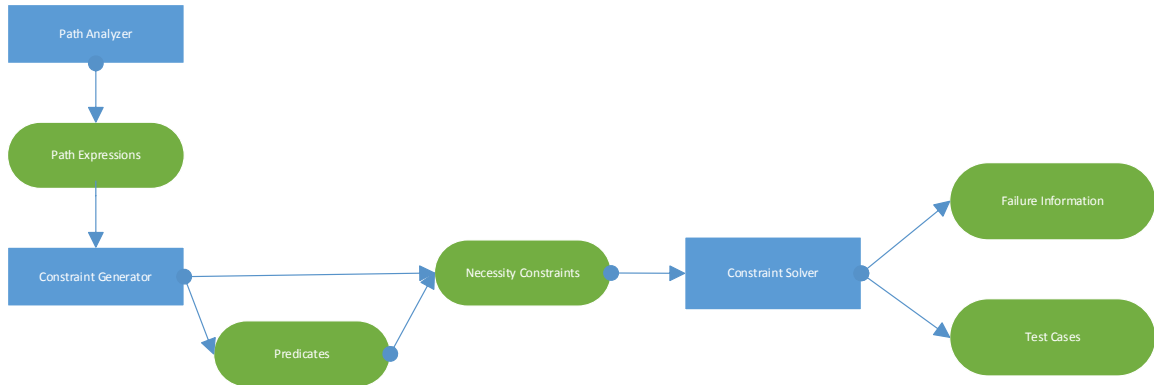 Path Analyzer
Path Expressions
Constraint Generator
Predicates
Necessity Constraints
Constraint Solver
Failure Information
Test Cases